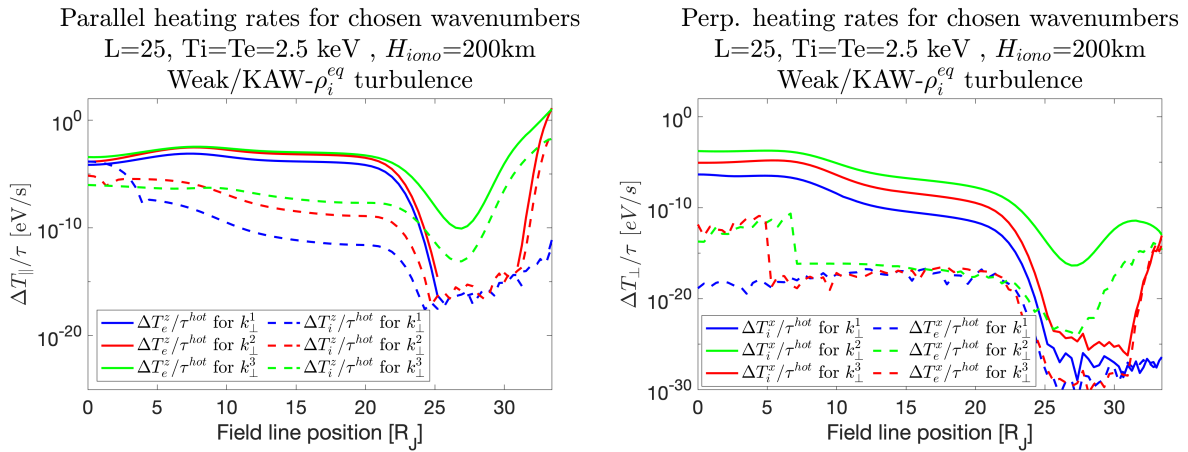 Parallel heating rates for chosen wavenumbers
L=25, Ti=Te=2.5 keV , H_{iono}=200km
Weak/KAW-ρ_i^{eq} turbulence
ΔT_∥/τ [eV/s]
10^0
10^{-10}
10^{-20}
ΔT_e^z/τ^{hot} for k_⊥^1
ΔT_e^z/τ^{hot} for k_⊥^2
ΔT_e^z/τ^{hot} for k_⊥^3
ΔT_i^z/τ^{hot} for k_⊥^1
ΔT_i^z/τ^{hot} for k_⊥^2
ΔT_i^z/τ^{hot} for k_⊥^3
0 5 10 15 20 25 30
Field line position [R_J]
Perp. heating rates for chosen wavenumbers
L=25, Ti=Te=2.5 keV , H_{iono}=200km
Weak/KAW-ρ_i^{eq} turbulence
ΔT_⊥/τ [eV/s]
10^0
10^{-10}
10^{-20}
10^{-30}
ΔT_i^x/τ^{hot} for k_⊥^1
ΔT_i^x/τ^{hot} for k_⊥^2
ΔT_i^x/τ^{hot} for k_⊥^3
ΔT_e^x/τ^{hot} for k_⊥^1
ΔT_e^x/τ^{hot} for k_⊥^2
ΔT_e^x/τ^{hot} for k_⊥^3
0 5 10 15 20 25 30
Field line position [R_J]